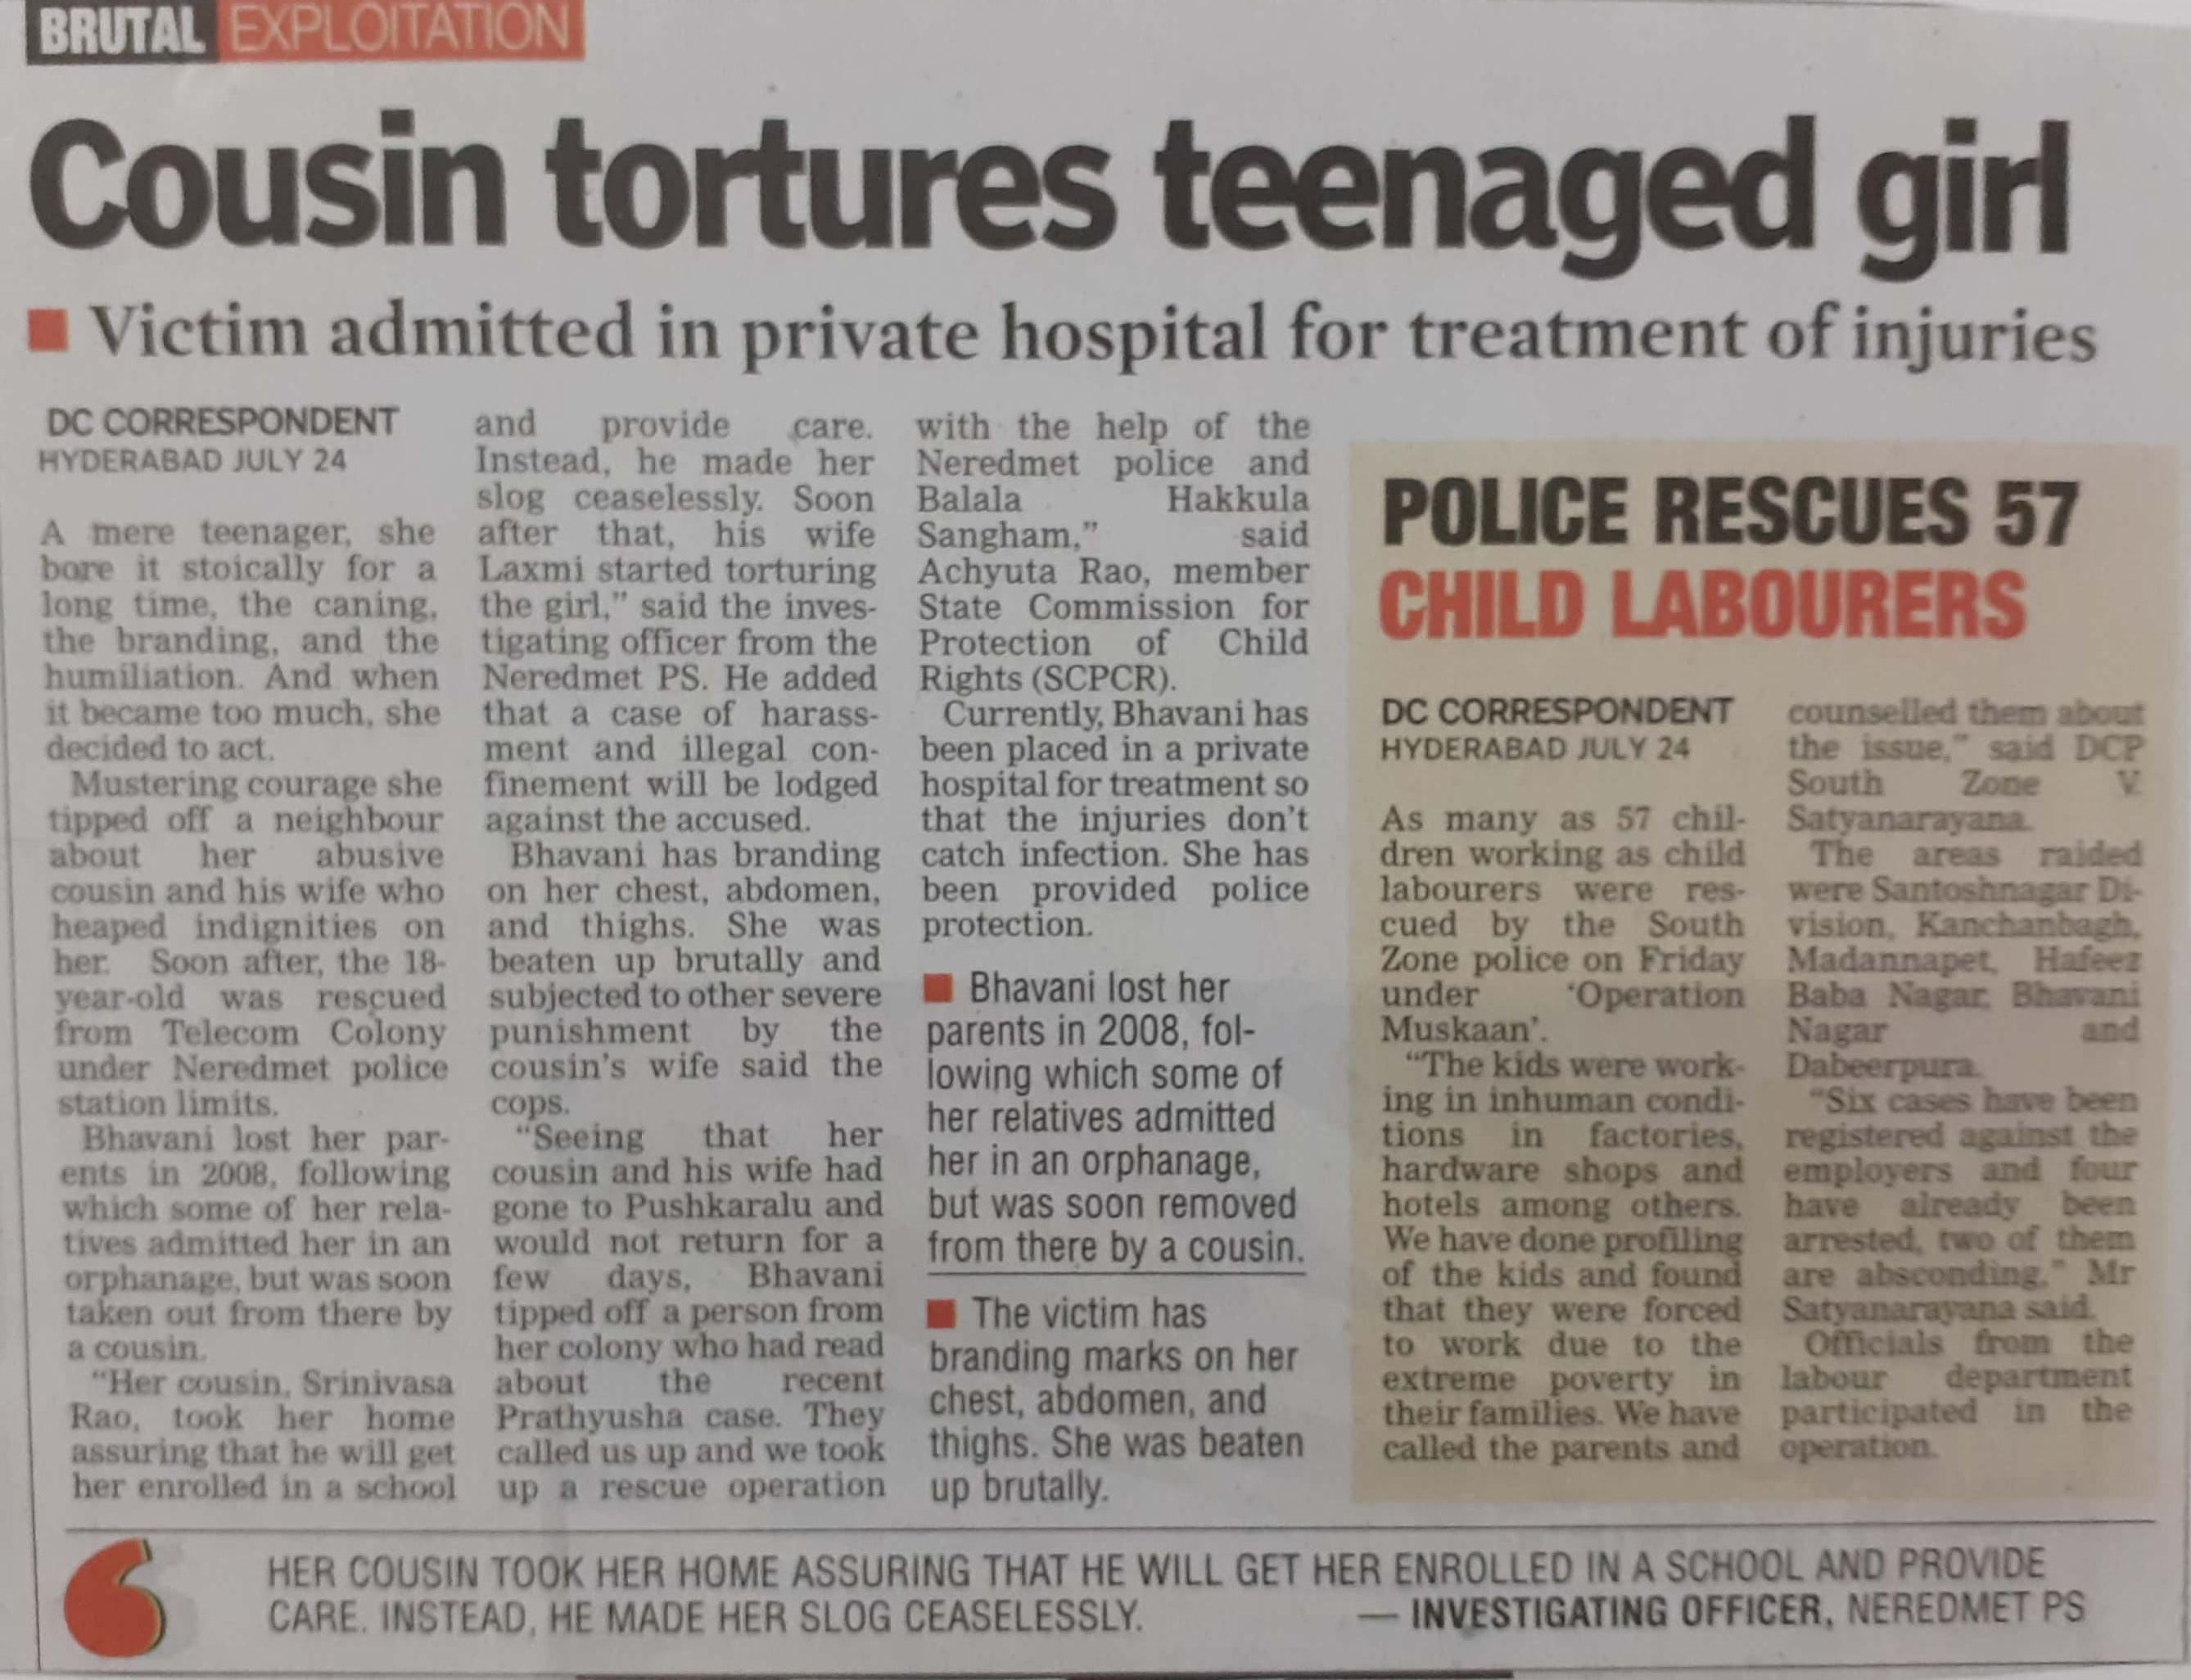 BRUTAL EXPLOITATION
Cousin tortures teenaged girl
■ Victim admitted in private hospital for treatment of injuries
DC CORRESPONDENT
HYDERABAD JULY 24
A mere teenager, she
bore it stoically for a
long time, the caning,
the branding, and the
humiliation. And when
it became too much, she
decided to act.
Mustering courage she
tipped off a neighbour
about her abusive
cousin and his wife who
heaped indignities on
her. Soon after, the 18-
year-old was rescued
from Telecom Colony
under Neredmet police
station limits.
Bhavani lost her par-
ents in 2008, following
which some of her rela-
tives admitted her in an
orphanage, but was soon
taken out from there by
a cousin.
"Her cousin, Srinivasa
Rao, took her home
assuring that he will get
her enrolled in a school
and provide care.
Instead, he made her
slog ceaselessly. Soon
after that, his wife
Laxmi started torturing
the girl," said the inves-
tigating officer from the
Neredmet PS. He added
that a case of harass-
ment and illegal con-
finement will be lodged
against the accused.
Bhavani has branding
on her chest, abdomen,
and thighs. She was
beaten up brutally and
subjected to other severe
punishment by the
cousin's wife said the
cops.
"Seeing that her
cousin and his wife had
gone to Pushkaralu and
would not return for a
few days, Bhavani
tipped off a person from
her colony who had read
about the recent
Prathyusha case. They
called us up and we took
up a rescue operation
with the help of the
Neredmet police and
Balala Hakkula
Sangham," said
Achyuta Rao, member
State Commission for
Protection of Child
Rights (SCPCR).
Currently, Bhavani has
been placed in a private
hospital for treatment so
that the injuries don't
catch infection. She has
been provided police
protection.
■ Bhavani lost her
parents in 2008, fol-
lowing which some of
her relatives admitted
her in an orphanage,
but was soon removed
from there by a cousin.
■ The victim has
branding marks on her
chest, abdomen, and
thighs. She was beaten
up brutally.
POLICE RESCUES 57
CHILD LABOURERS
DC CORRESPONDENT
HYDERABAD JULY 24
As many as 57 chil-
dren working as child
labourers were res-
cued by the South
Zone police on Friday
under 'Operation
Muskaan'.
"The kids were work-
ing in inhuman condi-
tions in factories,
hardware shops and
hotels among others.
We have done profiling
of the kids and found
that they were forced
to work due to the
extreme poverty in
their families. We have
called the parents and
counselled them about
the issue," said DCP
South Zone V.
Satyanarayana.
The areas raided
were Santoshnagar Di-
vision, Kanchanbagh,
Madannapet, Hafeez
Baba Nagar, Bhavani
Nagar and
Dabeerpura.
"Six cases have been
registered against the
employers and four
have already been
arrested, two of them
are absconding," Mr
Satyanarayana said.
Officials from the
labour department
participated in the
operation.
HER COUSIN TOOK HER HOME ASSURING THAT HE WILL GET HER ENROLLED IN A SCHOOL AND PROVIDE
CARE. INSTEAD, HE MADE HER SLOG CEASELESSLY. — INVESTIGATING OFFICER, NEREDMET PS